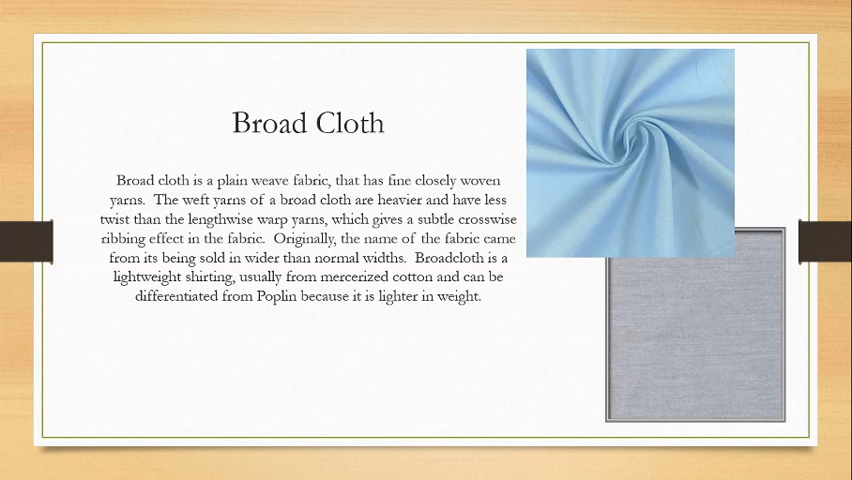 Broad Cloth
Broad cloth is a plain weave fabric, that has fine closely woven
yarns.  The weft yarns of a broad cloth are heavier and have less
twist than the lengthwise warp yarns, which gives a subtle crosswise
ribbing effect in the fabric.  Originally, the name of the fabric came
from its being sold in wider than normal widths.  Broadcloth is a
lightweight shirting, usually from mercerized cotton and can be
differentiated from Poplin because it is lighter in weight.